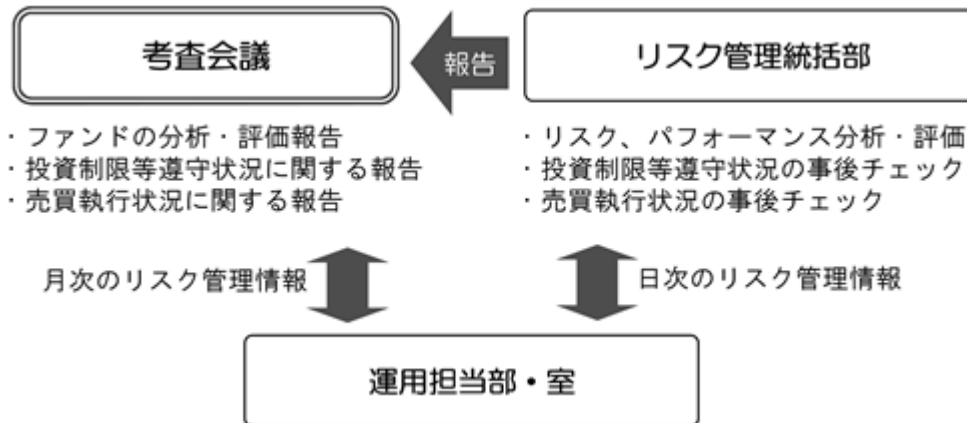 考査会議
報告
リスク管理統括部
・ファンドの分析・評価報告
・投資制限等遵守状況に関する報告
・売買執行状況に関する報告
・リスク、パフォーマンス分析・評価
・投資制限等遵守状況の事後チェック
・売買執行状況の事後チェック
月次のリスク管理情報
日次のリスク管理情報
運用担当部・室